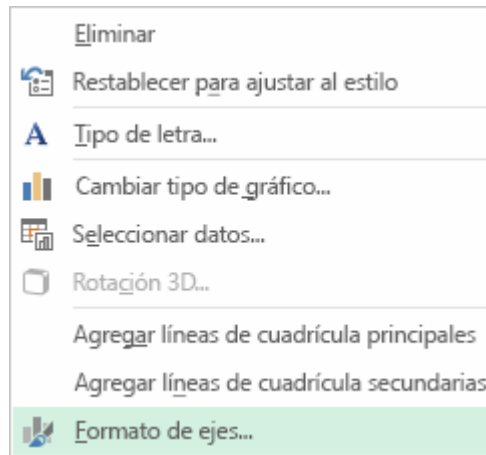 Eliminar
Restablecer para ajustar al estilo
A Tipo de letra...
Cambiar tipo de gráfico...
Seleccionar datos...
Rotación 3D...
Agregar líneas de cuadrícula principales
Agregar líneas de cuadrícula secundarias
Formato de ejes...